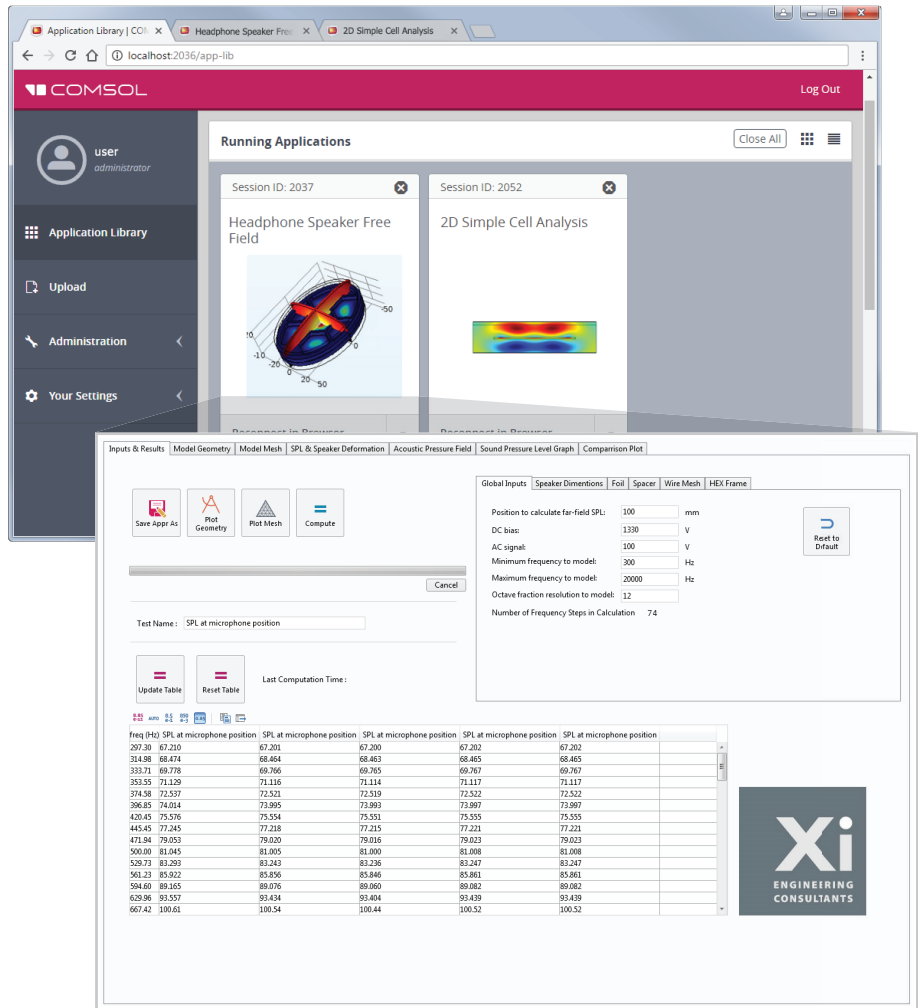 Application Library | CO
Headphone Speaker Fre
2D Simple Cell Analysis
localhost:2036/app-lib
COMSOL
Log Out
user
administrator
Running Applications
Close All
Application Library
Upload
Administration
Your Settings
Session ID: 2037
Headphone Speaker Free
Field
-50
0
-10
-20
0
20
50
Session ID: 2052
2D Simple Cell Analysis
Reconnect in Browser
Reconnect in Browser
Inputs & Results Model Geometry Model Mesh SPL & Speaker Deformation Acoustic Pressure Field Sound Pressure Level Graph Comparrison Plot
Save Appr As
Plot
Geometry
Plot Mesh
Compute
Cancel
Test Name : SPL at microphone position
Global Inputs Speaker Dimentions Foil Spacer Wire Mesh HEX Frame
Position to calculate far-field SPL: 100 mm
DC bias: 1330 V
AC signal: 100 V
Minimum frequency to model: 300 Hz
Maximum frequency to model: 20000 Hz
Octave fraction resolution to model: 12
Number of Frequency Steps in Calculation 74
Reset to
Drfault
Update Table
Reset Table
Last Computation Time :
AUTO
freq (Hz) SPL at microphone position SPL at microphone position SPL at microphone position SPL at microphone position SPL at microphone position
297.30 67.210 67.201 67.200 67.202 67.202
314.98 68.474 68.464 68.463 68.465 68.465
333.71 69.778 69.766 69.765 69.767 69.767
353.55 71.129 71.116 71.114 71.117 71.117
374.58 72.537 72.521 72.519 72.522 72.522
396.85 74.014 73.995 73.993 73.997 73.997
420.45 75.576 75.554 75.551 75.555 75.555
445.45 77.245 77.218 77.215 77.221 77.221
471.94 79.053 79.020 79.016 79.023 79.023
500.00 81.045 81.005 81.000 81.008 81.008
529.73 83.293 83.243 83.236 83.247 83.247
561.23 85.922 85.856 85.846 85.861 85.861
594.60 89.165 89.076 89.060 89.082 89.082
629.96 93.557 93.434 93.404 93.439 93.439
667.42 100.61 100.54 100.44 100.52 100.52
Xi
ENGINEERING
CONSULTANTS